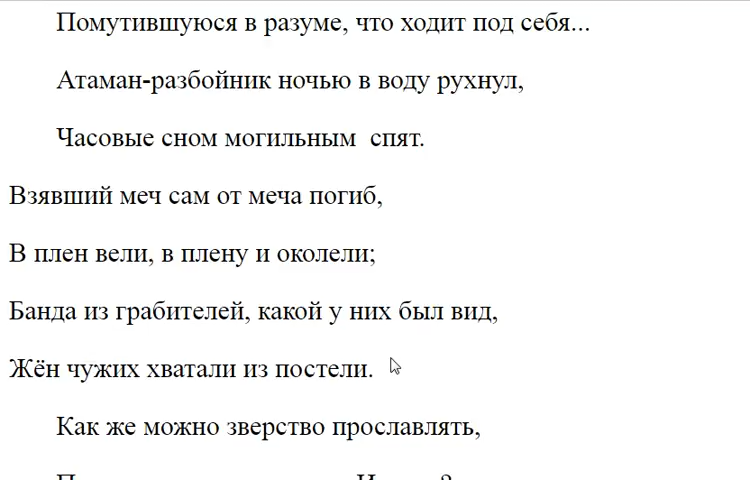 Помутившуюся в разуме, что ходит под себя...
Атаман-разбойник ночью в воду рухнул,
Часовые сном могильным  спят.
Взявший меч сам от меча погиб,
В плен вели, в плену и околели;
Банда из грабителей, какой у них был вид,
Жён чужих хватали из постели.
Как же можно зверство прославлять,